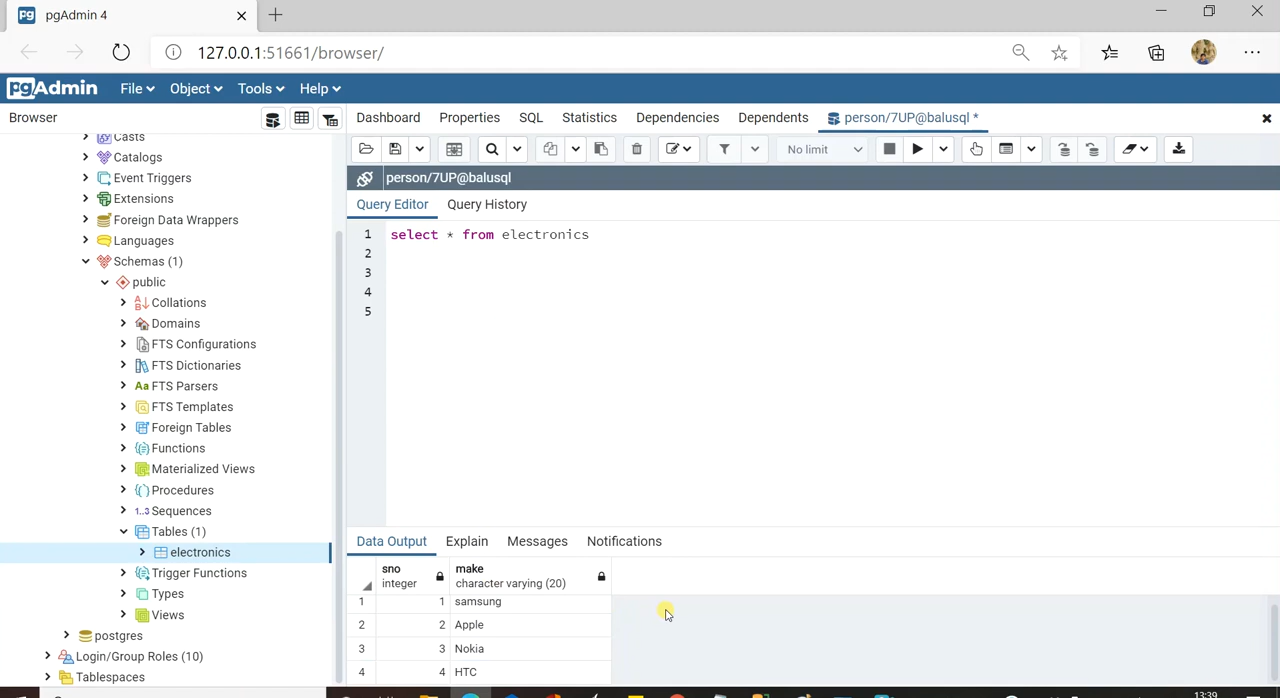 pgAdmin 4
127.0.0.1:51661/browser/
pgAdmin File Object Tools Help
Browser
Dashboard Properties SQL Statistics Dependencies Dependents person/7UP@balusql *
No limit
person/7UP@balusql
Query Editor Query History
Casts
Catalogs
Event Triggers
Extensions
Foreign Data Wrappers
Languages
Schemas (1)
public
Collations
Domains
FTS Configurations
FTS Dictionaries
Aa FTS Parsers
FTS Templates
Foreign Tables
Functions
Materialized Views
Procedures
1..3 Sequences
Tables (1)
electronics
Trigger Functions
Types
Views
postgres
Login/Group Roles (10)
Tablespaces
1 select * from electronics
2
3
4
5
Data Output Explain Messages Notifications
sno integer make character varying (20)
1 1 samsung
2 2 Apple
3 3 Nokia
4 4 HTC
13:39